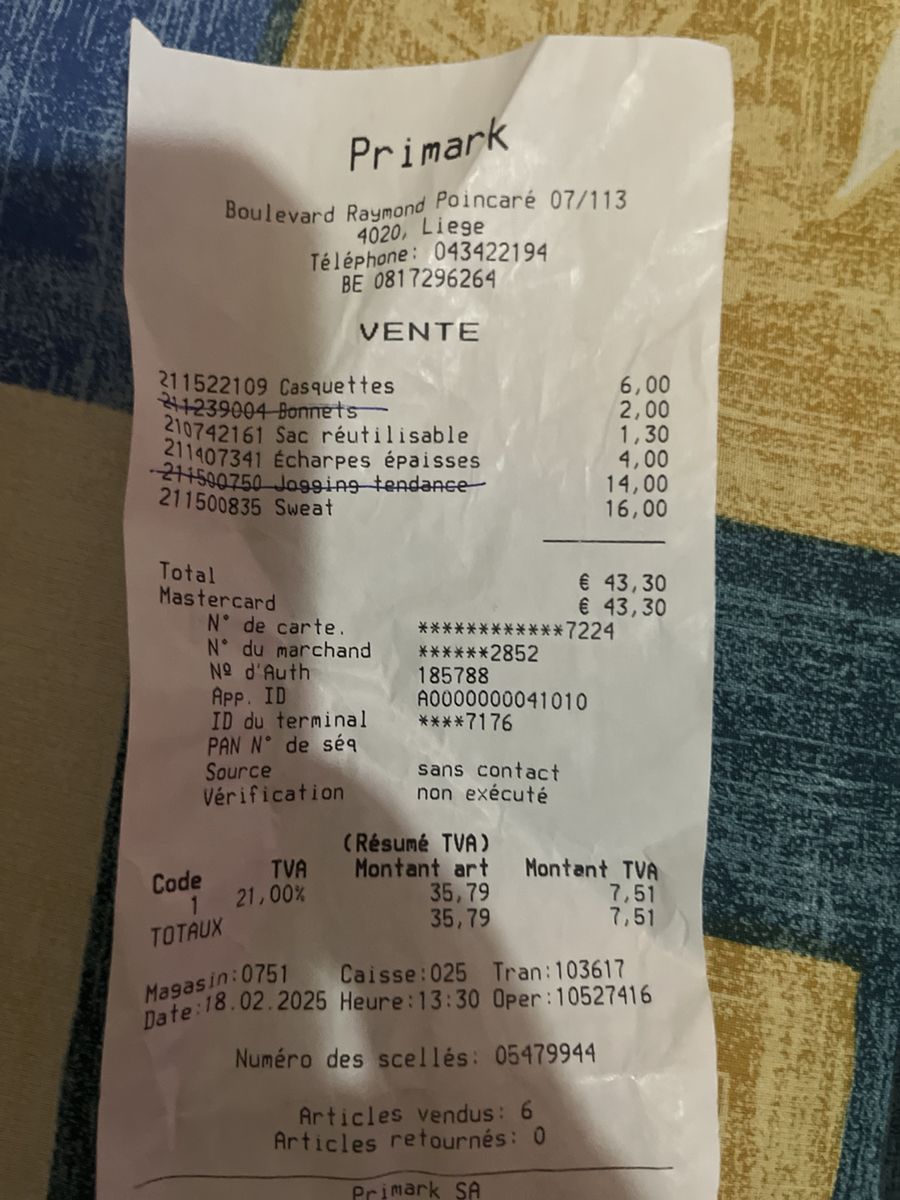 Primark
Boulevard Raymond Poincaré 07/113
4020, Liege
Téléphone: 043422194
BE 0817296264
VENTE
211522109 Casquettes 6,00
211239004 Bonnets 2,00
210742161 Sac réutilisable 1,30
211407341 Écharpes épaisses 4,00
211500750 Jogging tendance 14,00
211500835 Sweat 16,00
Total € 43,30
Mastercard € 43,30
N° de carte. ************7224
N° du marchand ******2852
Nº d'Auth 185788
App. ID A0000000041010
ID du terminal ****7176
PAN N° de séq
Source sans contact
Vérification non exécuté
(Résumé TVA)
Code TVA Montant art Montant TVA
1 21,00% 35,79 7,51
TOTAUX 35,79 7,51
Magasin:0751 Caisse:025 Tran:103617
Date:18.02.2025 Heure:13:30 Oper:10527416
Numéro des scellés: 05479944
Articles vendus: 6
Articles retournés: 0
Primark SA